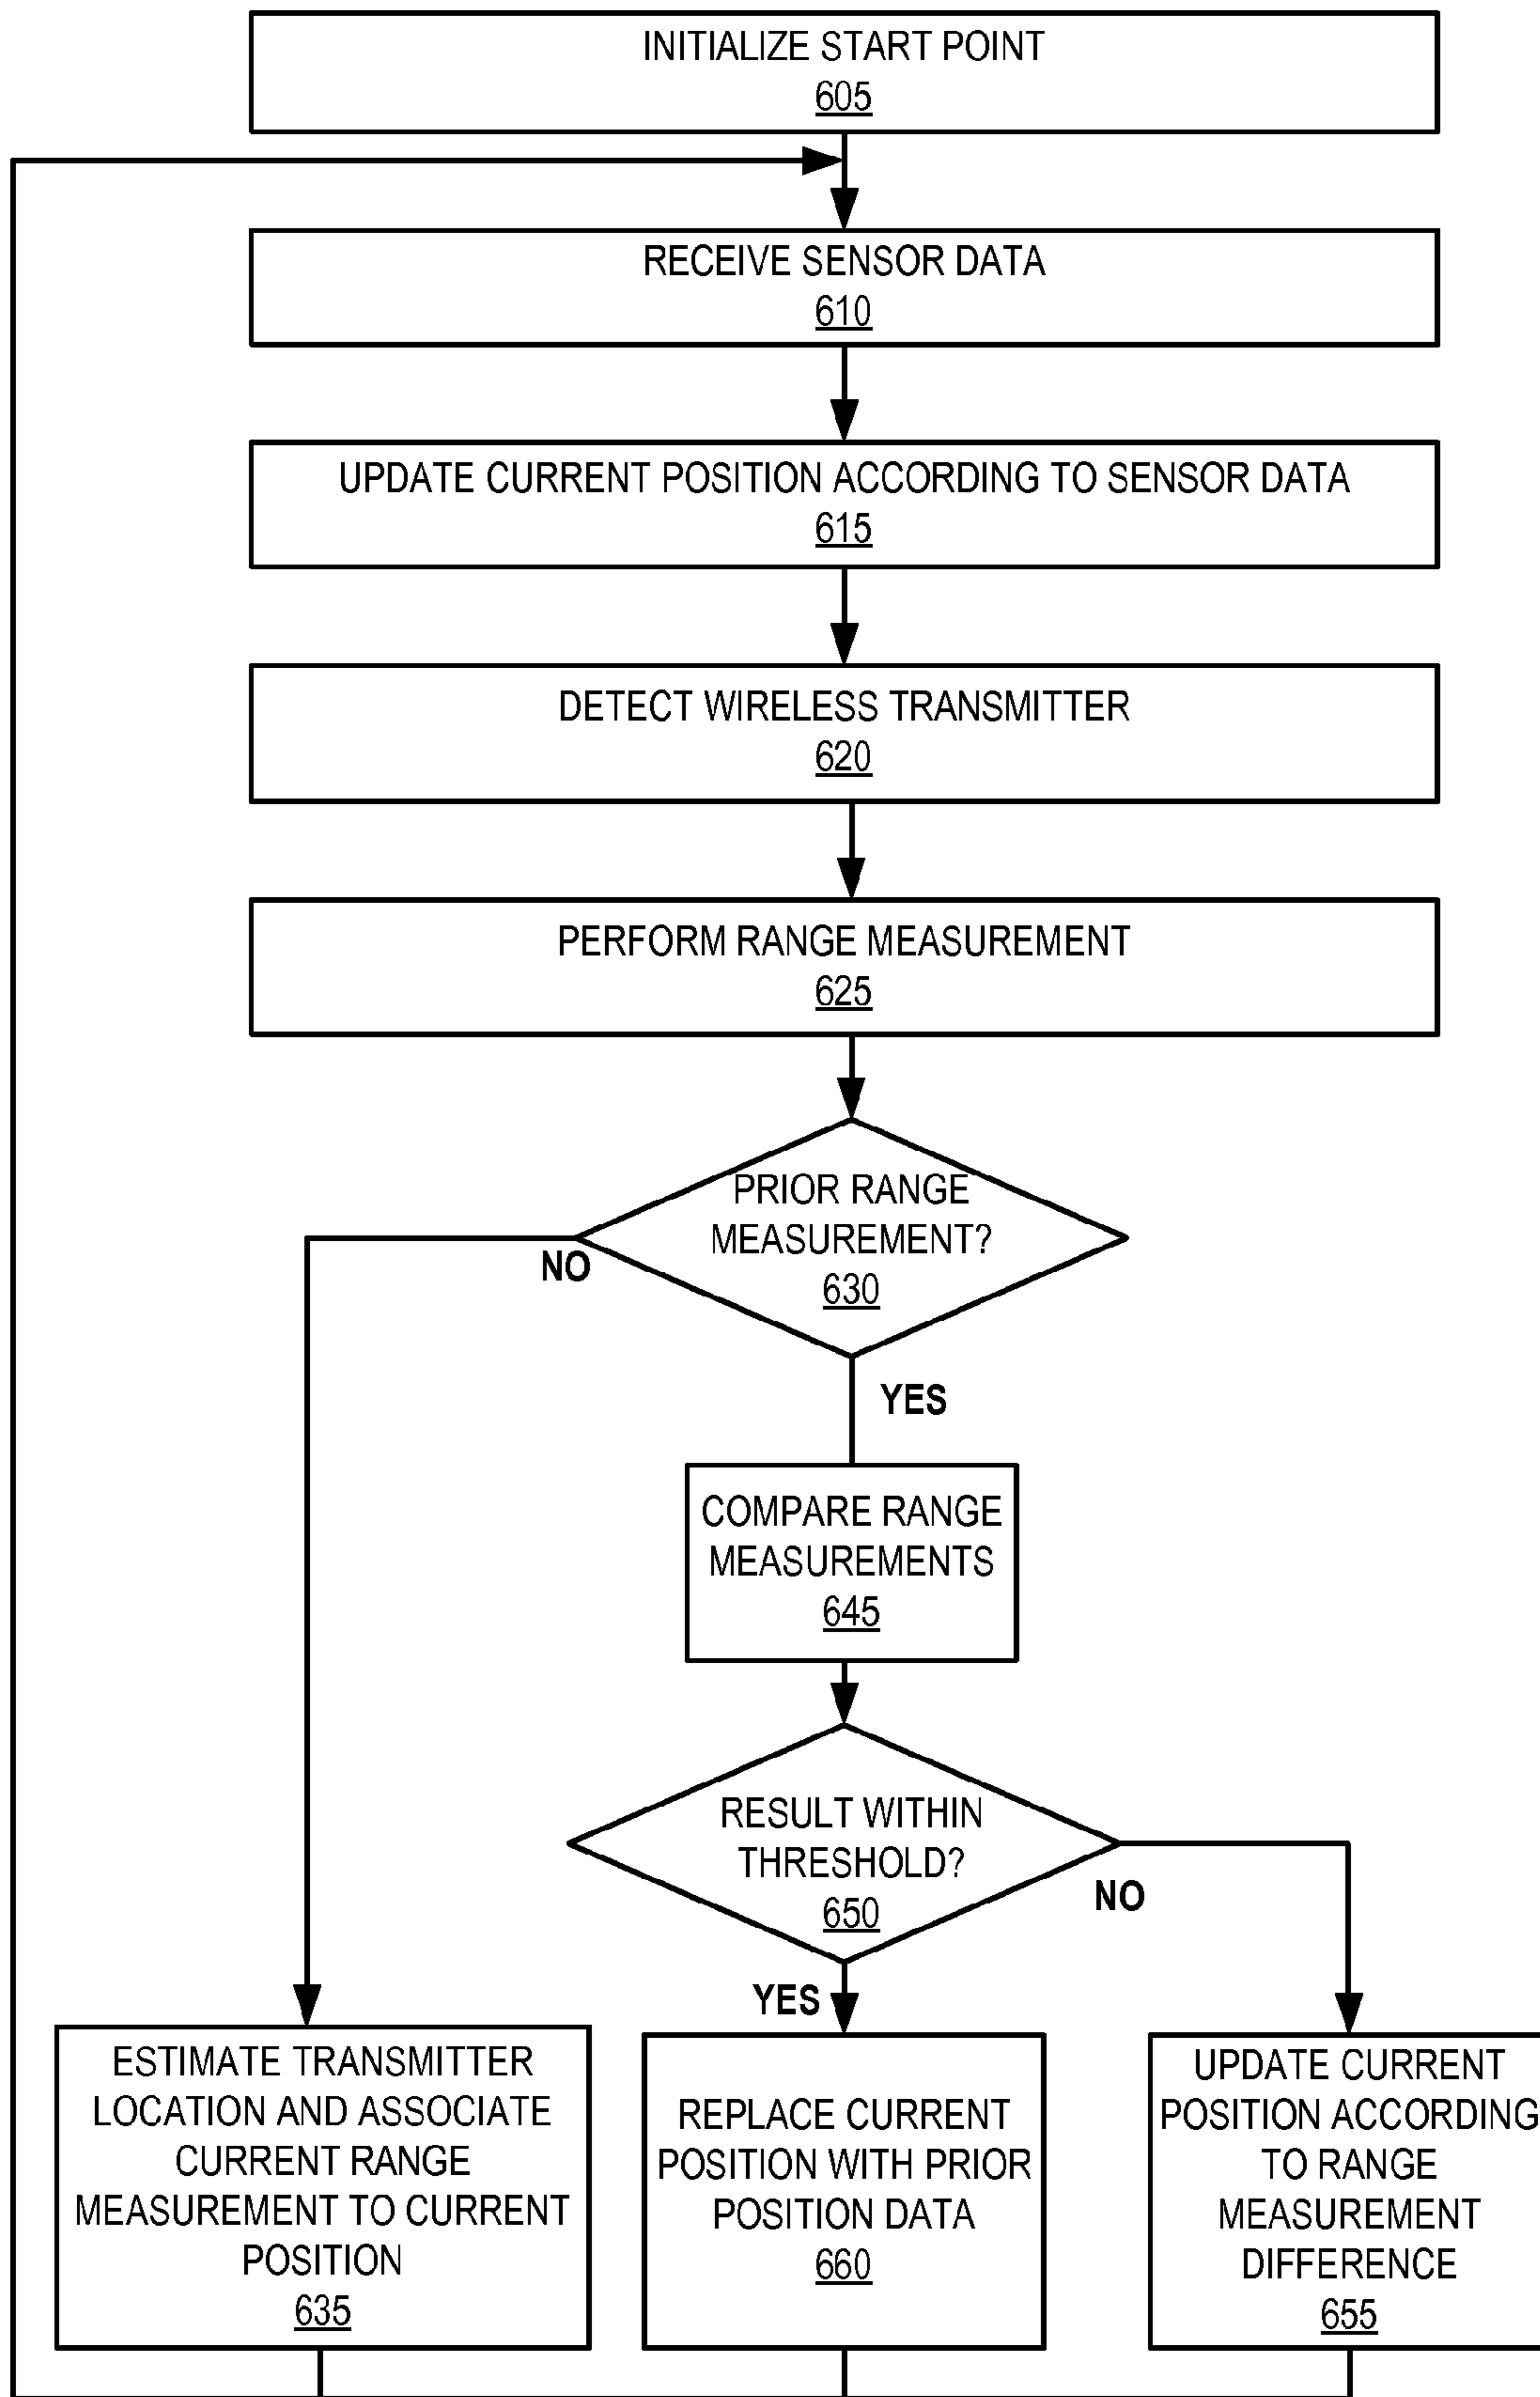 INITIALIZE START POINT
605
RECEIVE SENSOR DATA
610
UPDATE CURRENT POSITION ACCORDING TO SENSOR DATA
615
DETECT WIRELESS TRANSMITTER
620
PERFORM RANGE MEASUREMENT
625
PRIOR RANGE
MEASUREMENT?
630
NO
YES
COMPARE RANGE
MEASUREMENTS
645
RESULT WITHIN
THRESHOLD?
650
NO
YES
ESTIMATE TRANSMITTER
LOCATION AND ASSOCIATE
CURRENT RANGE
MEASUREMENT TO CURRENT
POSITION
635
REPLACE CURRENT
POSITION WITH PRIOR
POSITION DATA
660
UPDATE CURRENT
POSITION ACCORDING
TO RANGE
MEASUREMENT
DIFFERENCE
655